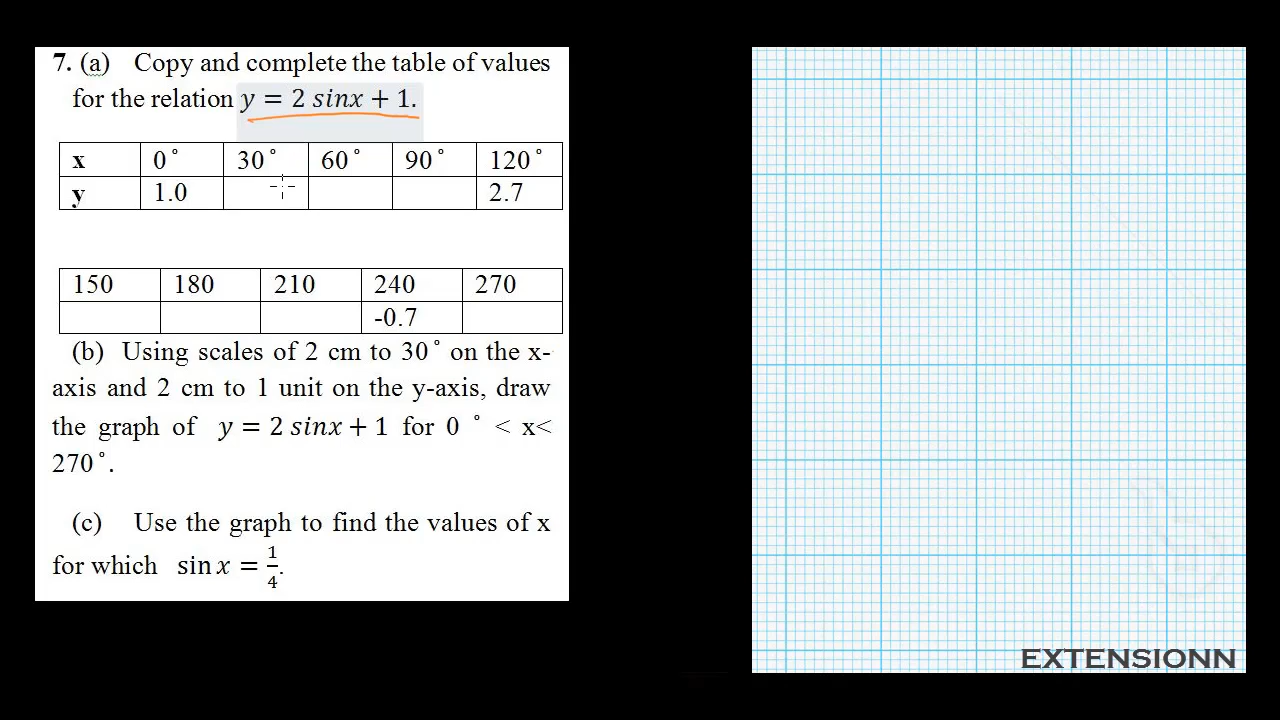 7. (a) Copy and complete the table of values
for the relation y = 2 sinx + 1.
x 0° 30° 60° 90° 120°
y 1.0 2.7
150 180 210 240 270
-0.7
(b) Using scales of 2 cm to 30° on the x-
axis and 2 cm to 1 unit on the y-axis, draw
the graph of y = 2 sinx + 1 for 0 ° < x<
270°.
(c) Use the graph to find the values of x
for which sin x = 1/4.
EXTENSIONN